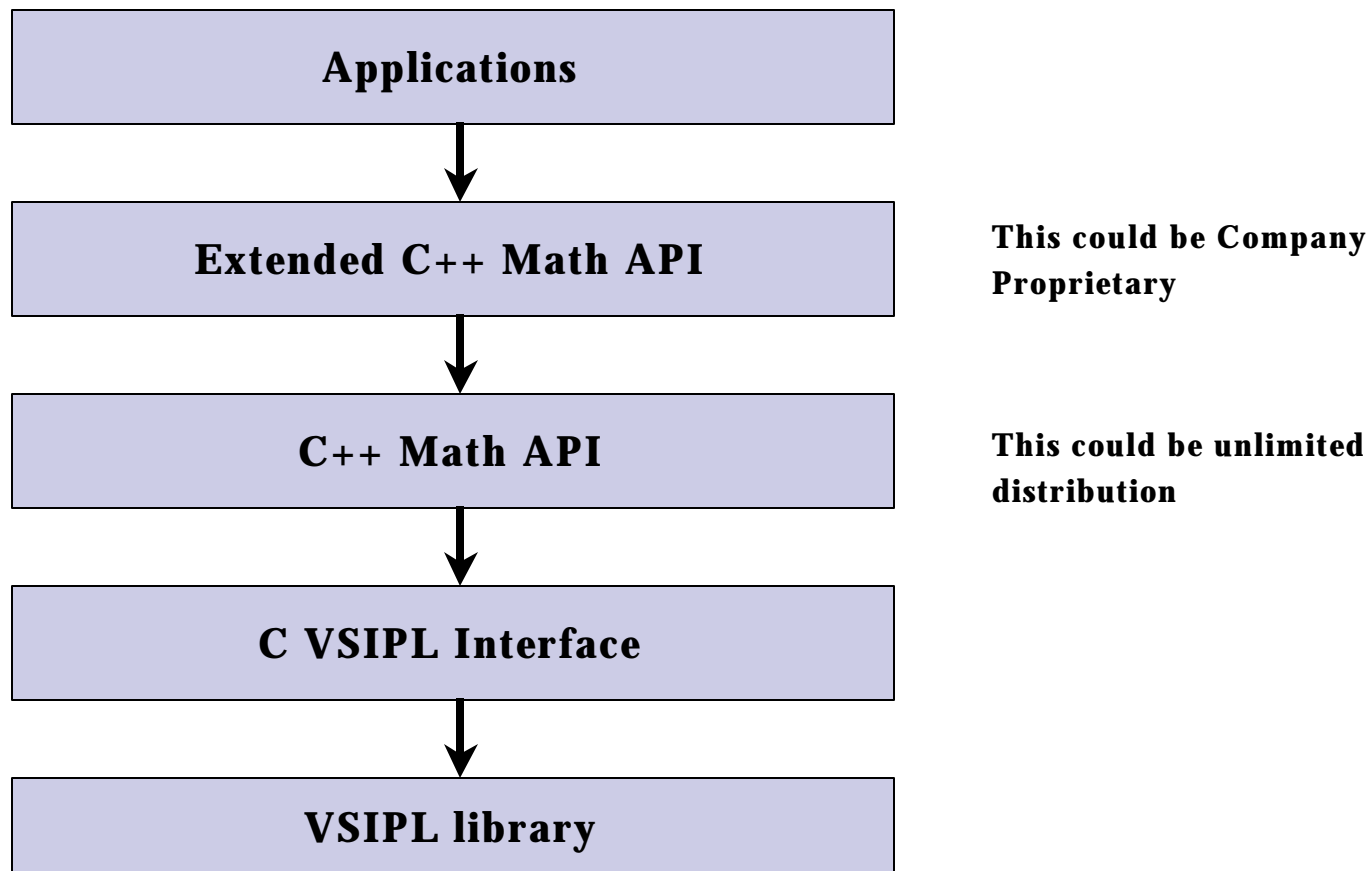 Applications
Extended C++ Math API
This could be Company
Proprietary
C++ Math API
This could be unlimited
distribution
C VSIPL Interface
VSIPL library